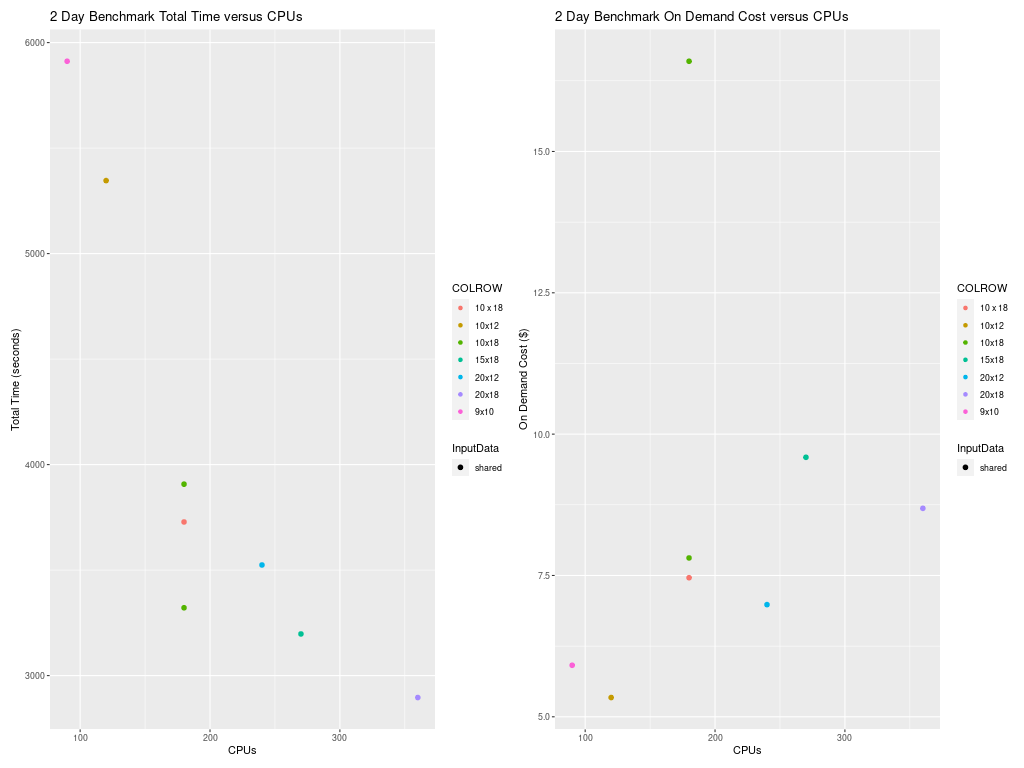 2 Day Benchmark Total Time versus CPUs
6000
5000
4000
3000
Total Time (seconds)
100
200
300
CPUs
COLROW
10 x 18
10x12
10x18
15x18
20x12
20x18
9x10
InputData
shared
2 Day Benchmark On Demand Cost versus CPUs
15.0
12.5
10.0
7.5
5.0
On Demand Cost ($)
100
200
300
CPUs
COLROW
10 x 18
10x12
10x18
15x18
20x12
20x18
9x10
InputData
shared